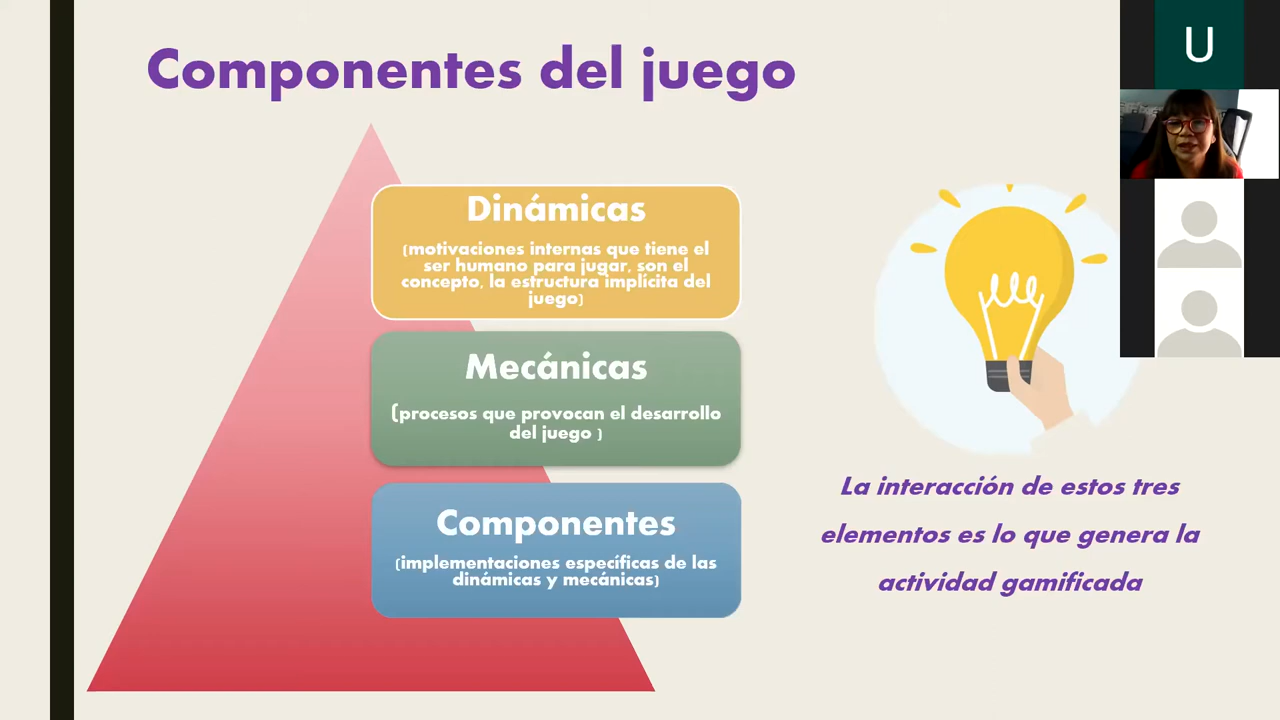 Componentes del juego
Dinámicas
(motivaciones internas que tiene el
ser humano para jugar, son el
concepto, la estructura implícita del
juego)
Mecánicas
(procesos que provocan el desarrollo
del juego )
Componentes
(implementaciones específicas de las
dinámicas y mecánicas)
La interacción de estos tres
elementos es lo que genera la
actividad gamificada
U